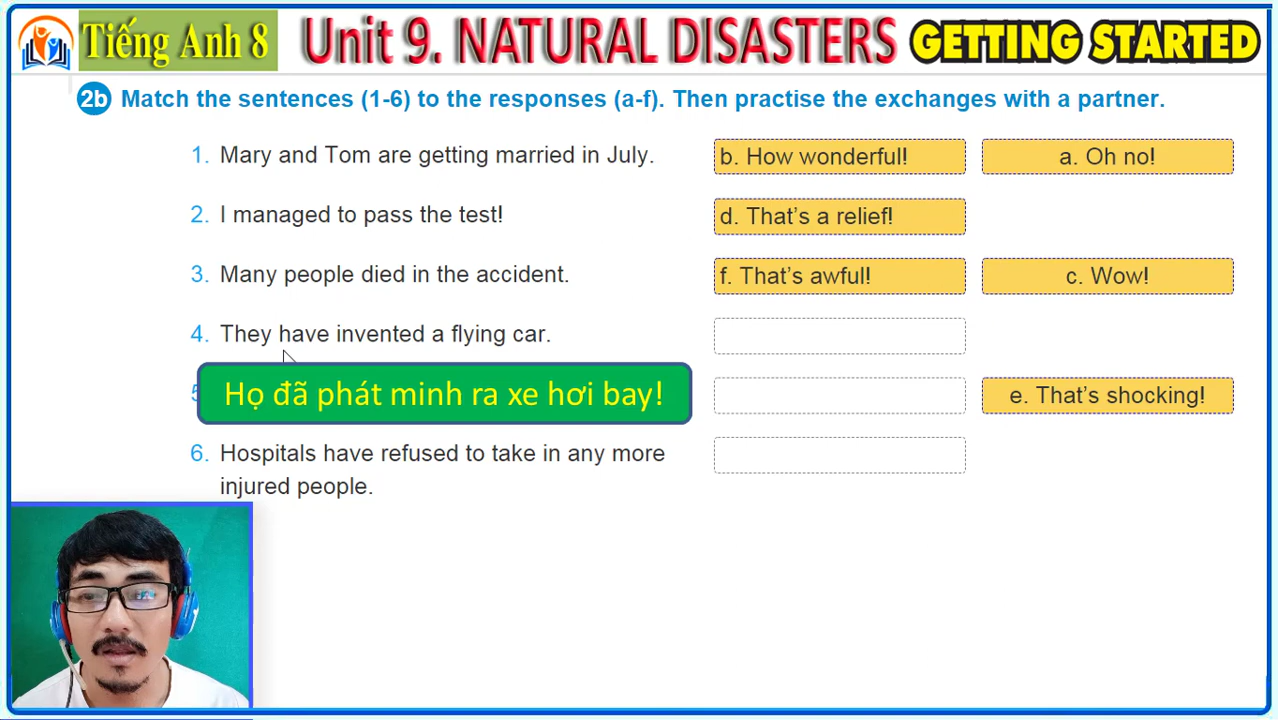 Tiếng Anh 8
Unit 9. NATURAL DISASTERS
GETTING STARTED
2b Match the sentences (1-6) to the responses (a-f). Then practise the exchanges with a partner.
1. Mary and Tom are getting married in July.
b. How wonderful!
a. Oh no!
2. I managed to pass the test!
d. That's a relief!
3. Many people died in the accident.
f. That's awful!
c. Wow!
4. They have invented a flying car.
5
Họ đã phát minh ra xe hơi bay!
e. That's shocking!
6. Hospitals have refused to take in any more
injured people.